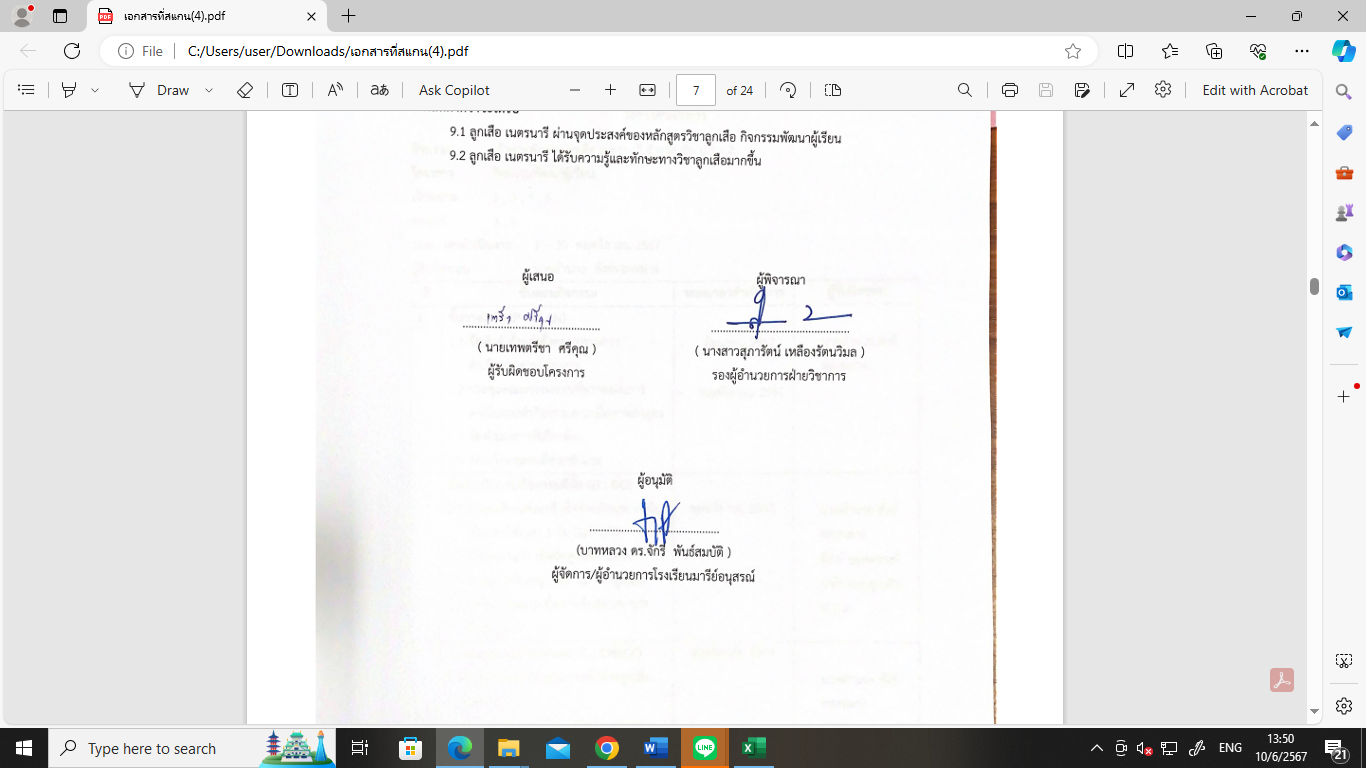 เอกสารที่สแกน(4).pdf
File
C:/Users/user/Downloads/เอกสารที่สแกน(4).pdf
Draw
Ask Copilot
7
of 24
Edit with Acrobat
9.1 ลูกเสือ เนตรนารี ผ่านจุดประสงค์ของหลักสูตรวิชาลูกเสือ กิจกรรมพัฒนาผู้เรียน
9.2 ลูกเสือ เนตรนารี ได้รับความรู้และทักษะทางวิชาลูกเสือมากขึ้น
ผู้เสนอ
ผู้พิจารณา
( นายเทพตรีชา ศรีคุณ )
( นางสาวสุภารัตน์ เหลืองรัตนวิมล )
ผู้รับผิดชอบโครงการ
รองผู้อำนวยการฝ่ายวิชาการ
ผู้อนุมัติ
(บาทหลวง ดร.จักรี พันธ์สมบัติ )
ผู้จัดการ/ผู้อำนวยการโรงเรียนมารีย์อนุสรณ์
Type here to search
ENG
13:50
10/6/2567
21